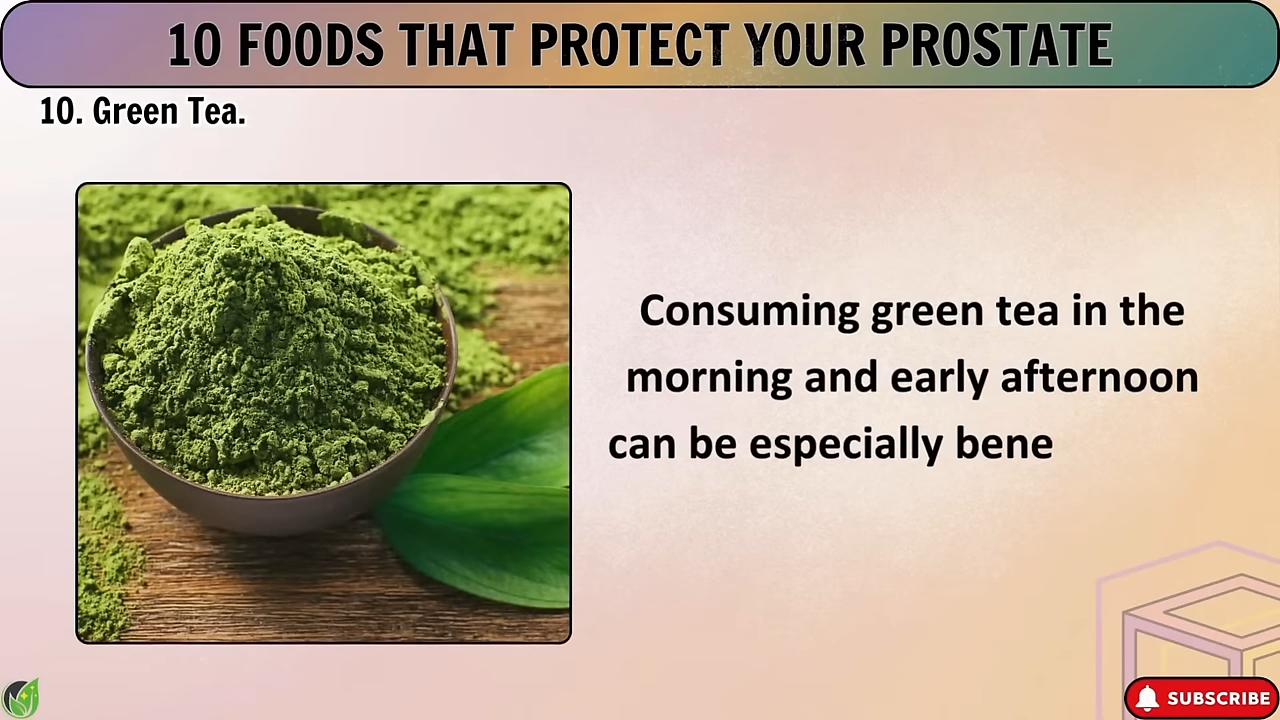 10 FOODS THAT PROTECT YOUR PROSTATE
10. Green Tea.
Consuming green tea in the
morning and early afternoon
can be especially bene
SUBSCRIBE